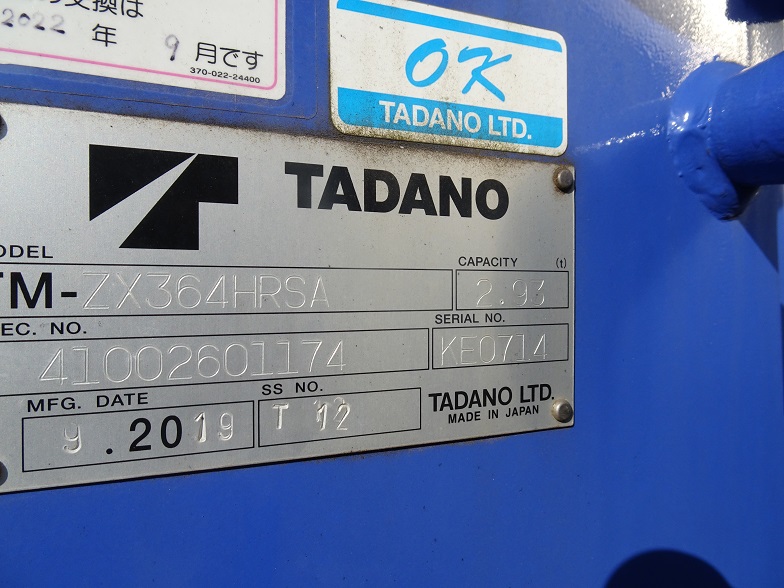 の交換は
2022 年 9月です
370-022-24400
OK
TADANO LTD.
TADANO
MODEL
TM-ZX364HRSA
CAPACITY (t)
2.93
SPEC. NO.
41002601174
SERIAL NO.
KE0714
MFG. DATE
9.2019
SS NO.
T 12
TADANO LTD.
MADE IN JAPAN